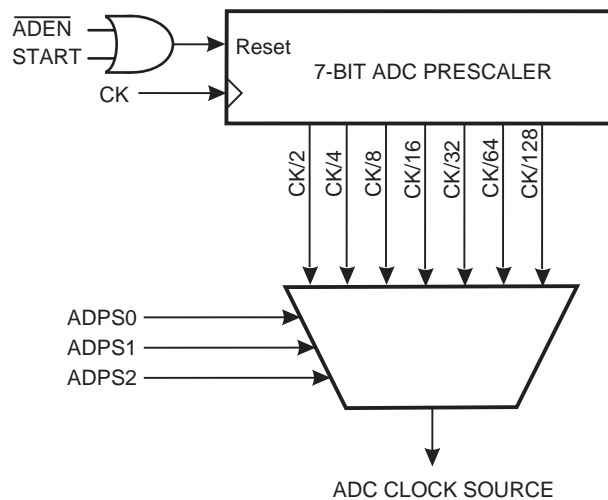 ADEN
START
Reset
7-BIT ADC PRESCALER
CK
CK/2
CK/4
CK/8
CK/16
CK/32
CK/64
CK/128
ADPS0
ADPS1
ADPS2
ADC CLOCK SOURCE